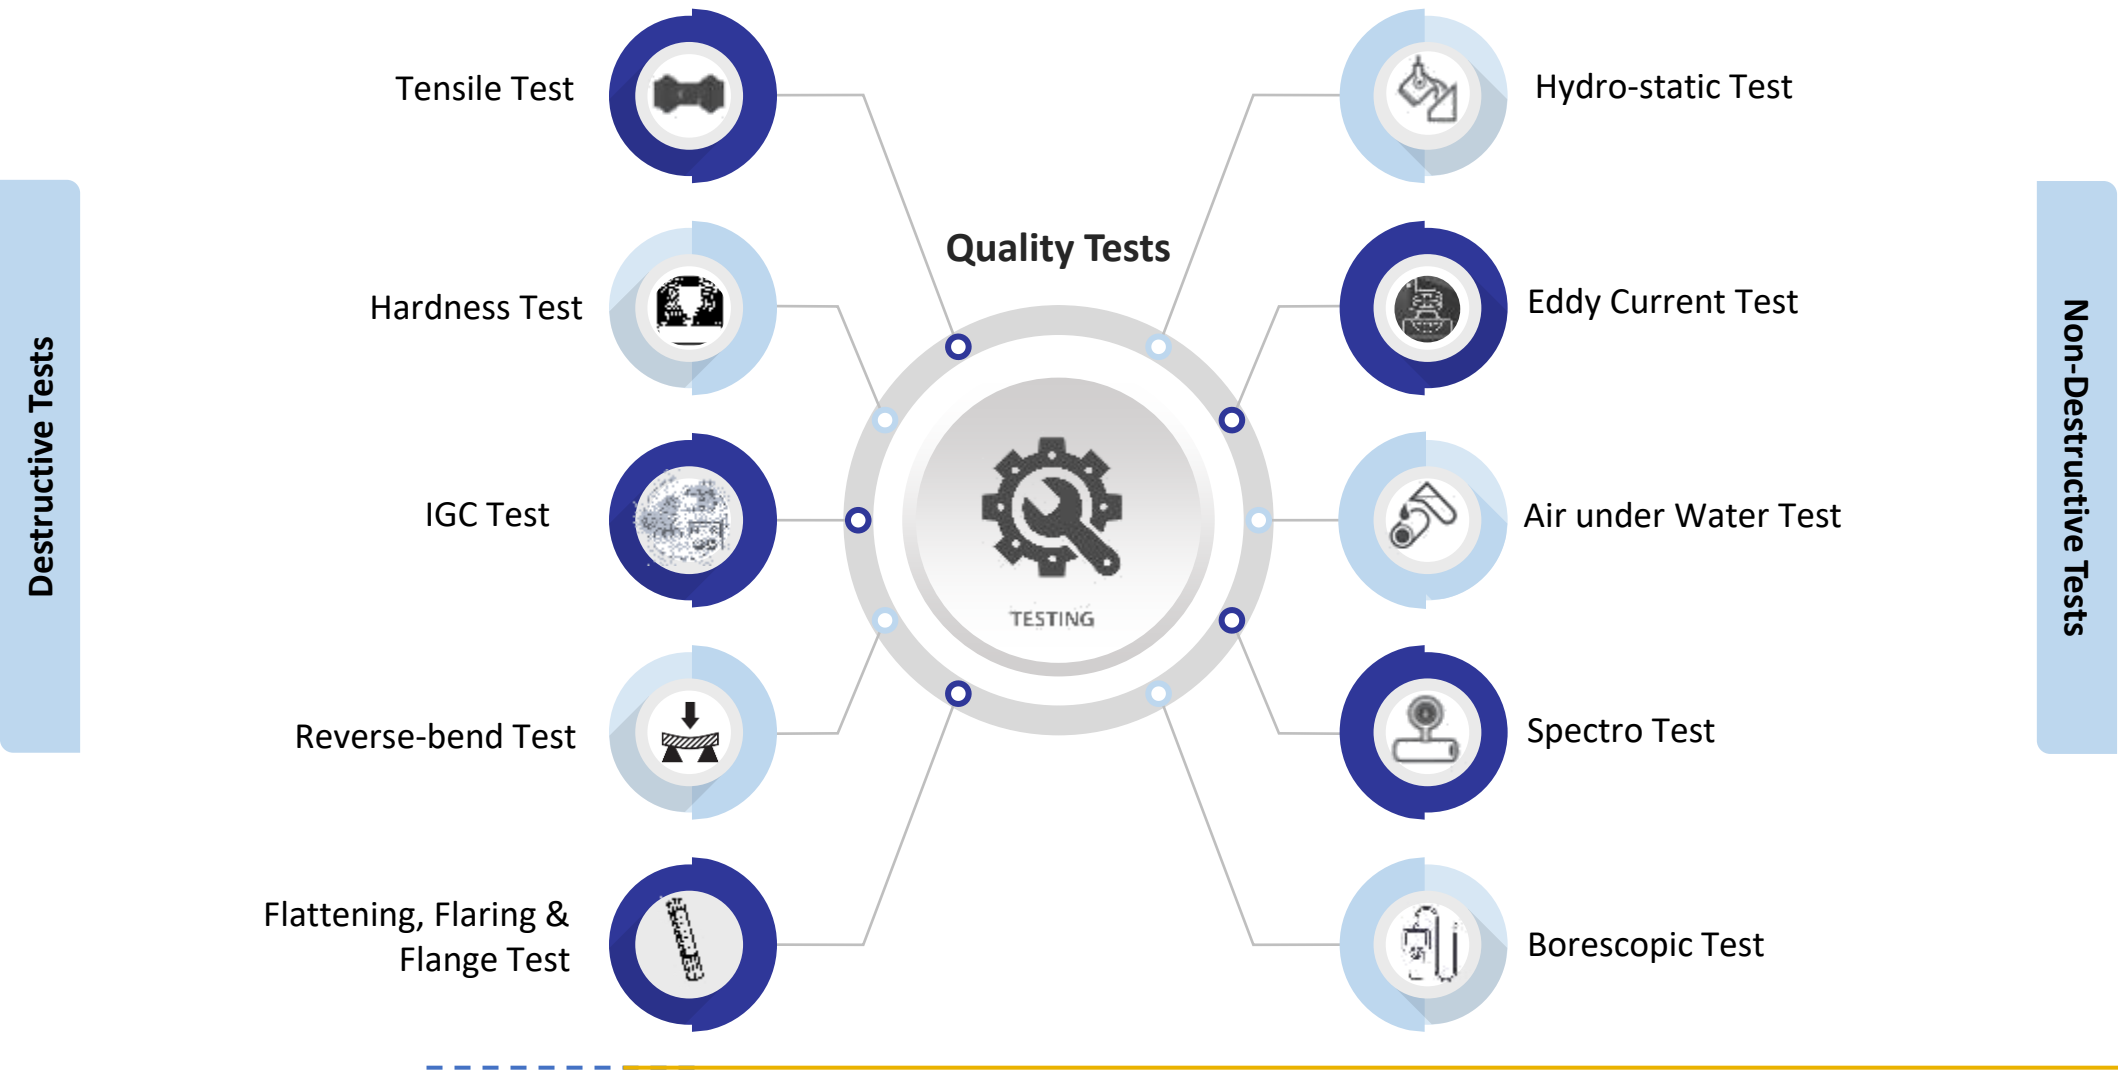 Destructive Tests
Tensile Test
Hardness Test
IGC Test
Reverse-bend Test
Flattening, Flaring &
Flange Test
Quality Tests
TESTING
Hydro-static Test
Eddy Current Test
Air under Water Test
Spectro Test
Borescopic Test
Non-Destructive Tests